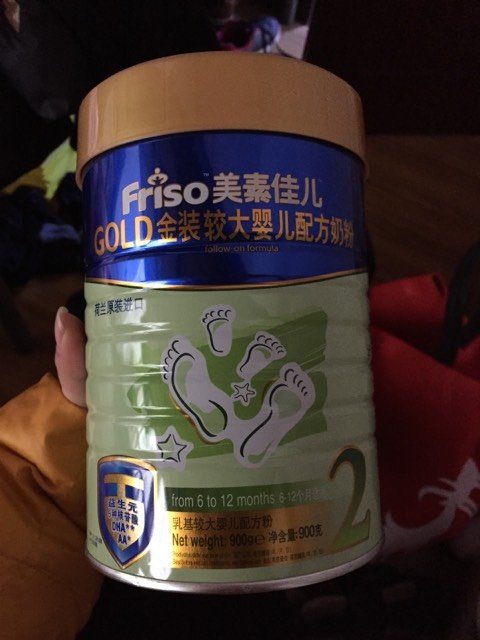 Friso™ 美素佳儿
GOLD 金装较大婴儿配方奶粉
follow-on formula
荷兰原装进口
益生元
DHA**
AA*
from 6 to 12 months 6-12个月
2
乳基较大婴儿配方粉
Net weight: 900g e 净含量:900克